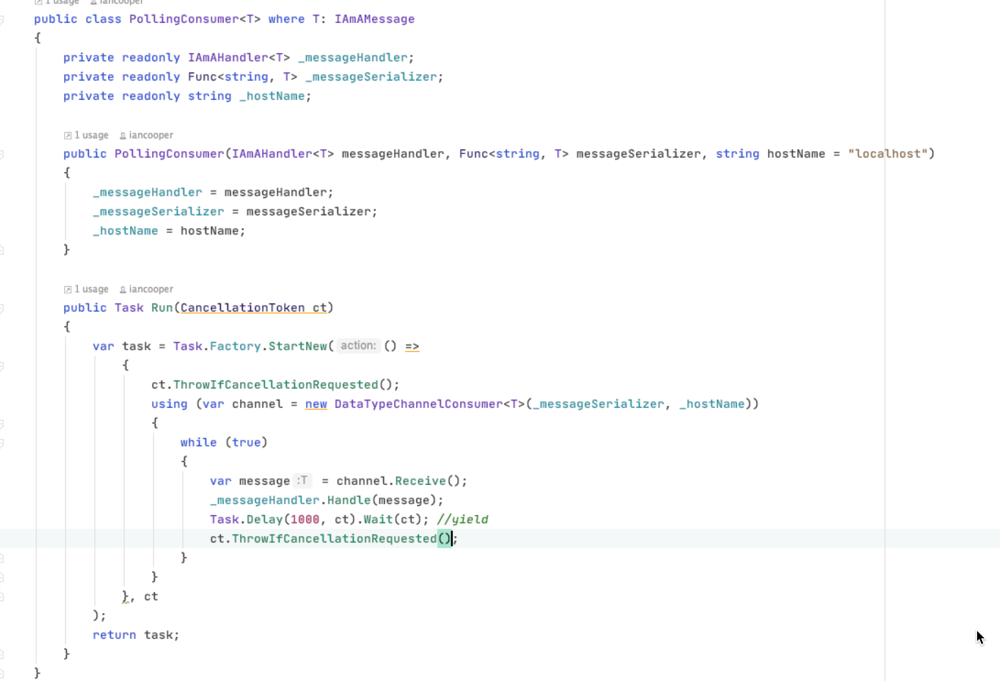 1 usage iancooper
public class PollingConsumer<T> where T: IAmAMessage
{
private readonly IAmAHandler<T> _messageHandler;
private readonly Func<string, T> _messageSerializer;
private readonly string _hostName;
1 usage iancooper
public PollingConsumer(IAmAHandler<T> messageHandler, Func<string, T> messageSerializer, string hostName = "localhost")
{
_messageHandler = messageHandler;
_messageSerializer = messageSerializer;
_hostName = hostName;
}
1 usage iancooper
public Task Run(CancellationToken ct)
{
var task = Task.Factory.StartNew( action: () =>
{
ct.ThrowIfCancellationRequested();
using (var channel = new DataTypeChannelConsumer<T>(_messageSerializer, _hostName))
{
while (true)
{
var message :T = channel.Receive();
_messageHandler.Handle(message);
Task.Delay(1000, ct).Wait(ct); //yield
ct.ThrowIfCancellationRequested();
}
}
}, ct
);
return task;
}
}